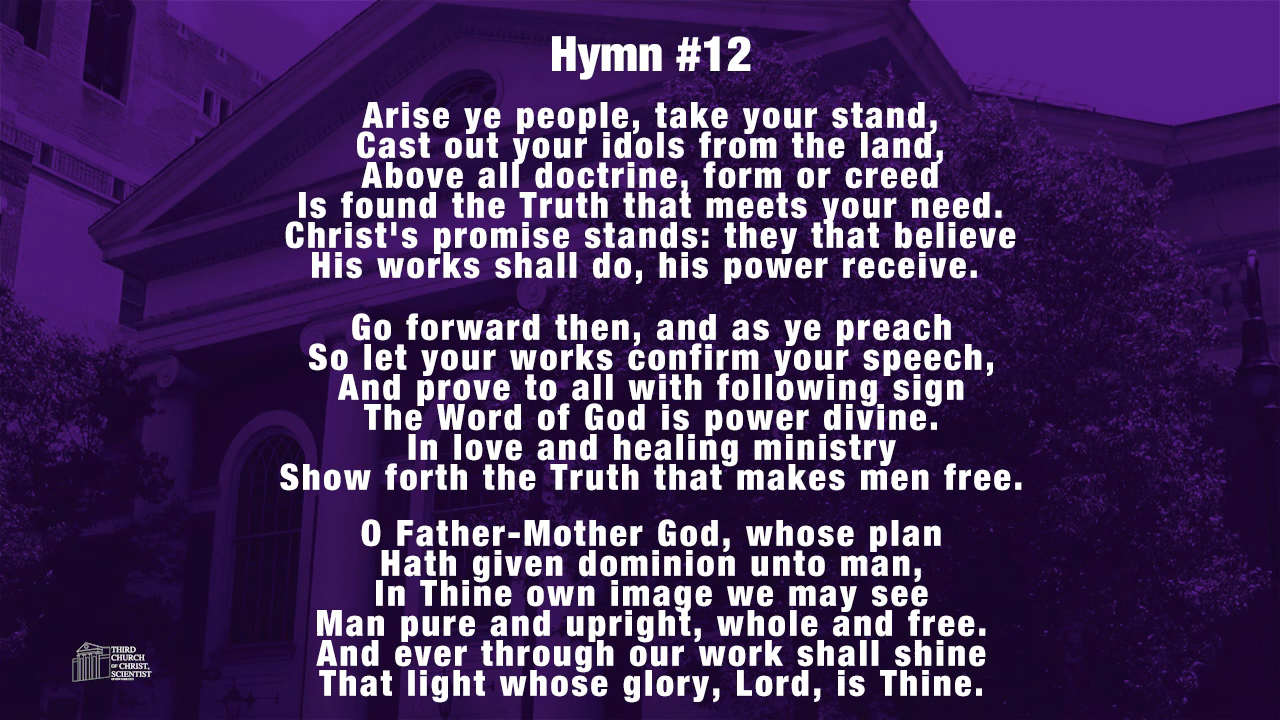 Hymn #12
Arise ye people, take your stand,
Cast out your idols from the land,
Above all doctrine, form or creed
Is found the Truth that meets your need.
Christ's promise stands: they that believe
His works shall do, his power receive.
Go forward then, and as ye preach
So let your works confirm your speech,
And prove to all with following sign
The Word of God is power divine.
In love and healing ministry
Show forth the Truth that makes men free.
O Father-Mother God, whose plan
Hath given dominion unto man,
In Thine own image we may see
Man pure and upright, whole and free.
And ever through our work shall shine
That light whose glory, Lord, is Thine.
THIRD
CHURCH
OF CHRIST,
SCIENTIST